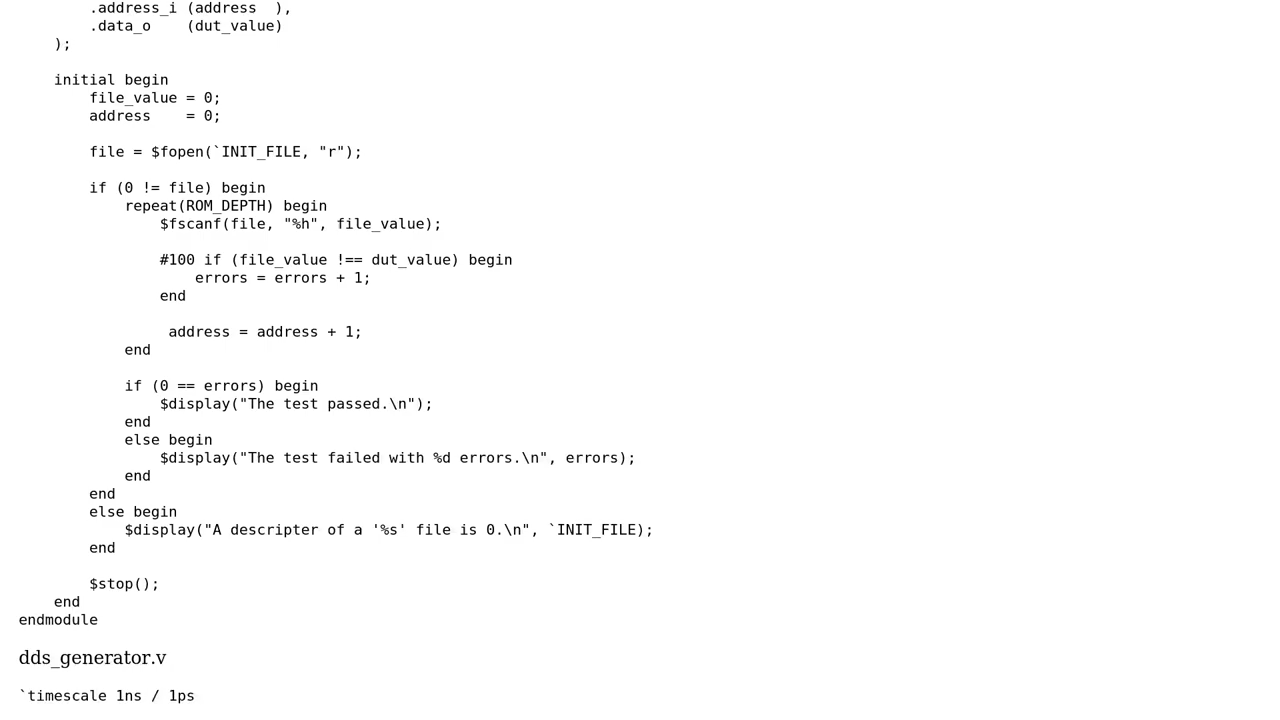 .address_i (address  ),
        .data_o    (dut_value)
    );

    initial begin
        file_value = 0;
        address    = 0;

        file = $fopen(`INIT_FILE, "r");

        if (0 != file) begin
            repeat(ROM_DEPTH) begin
                $fscanf(file, "%h", file_value);

                #100 if (file_value !== dut_value) begin
                    errors = errors + 1;
                end

                 address = address + 1;
            end

            if (0 == errors) begin
                $display("The test passed.\n");
            end
            else begin
                $display("The test failed with %d errors.\n", errors);
            end
        end
        else begin
            $display("A descripter of a '%s' file is 0.\n", `INIT_FILE);
        end

        $stop();
    end
endmodule

dds_generator.v

`timescale 1ns / 1ps